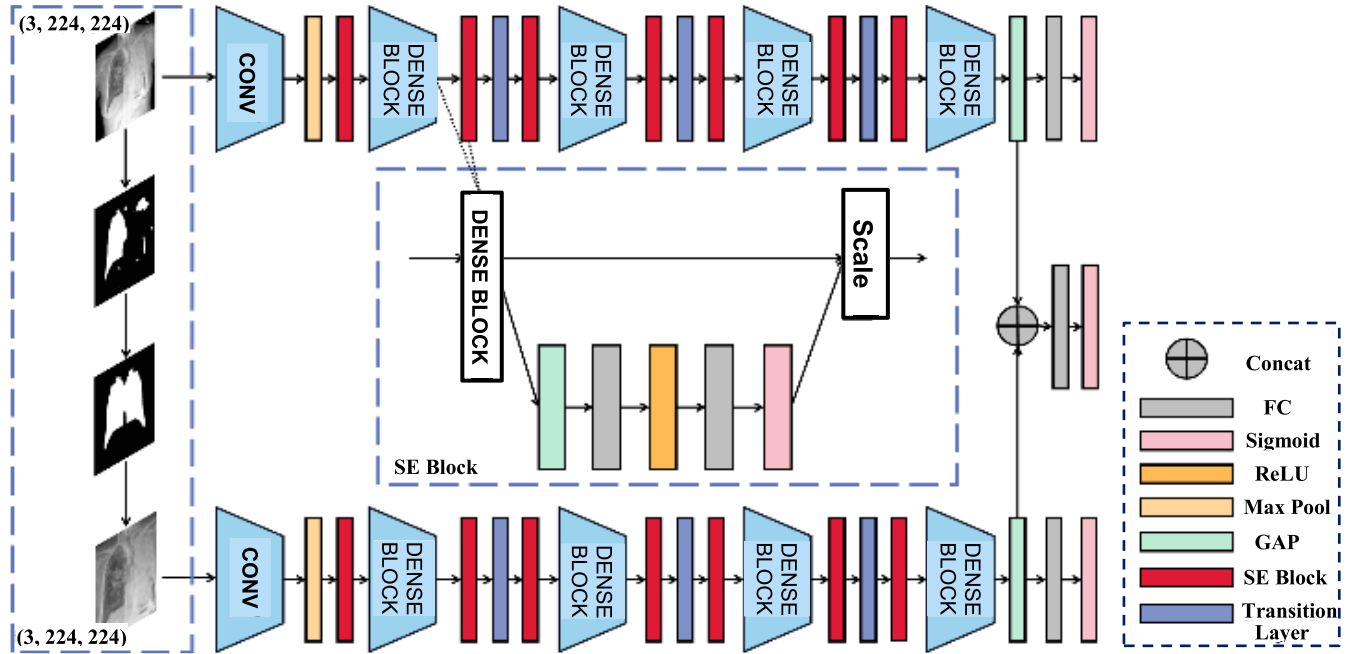 (3, 224, 224)
CONV
DENSE
BLOCK
DENSE
BLOCK
DENSE
BLOCK
DENSE
BLOCK
DENSE BLOCK
Scale
SE Block
Concat
FC
Sigmoid
ReLU
Max Pool
GAP
SE Block
Transition
Layer
CONV
DENSE
BLOCK
DENSE
BLOCK
DENSE
BLOCK
DENSE
BLOCK
(3, 224, 224)